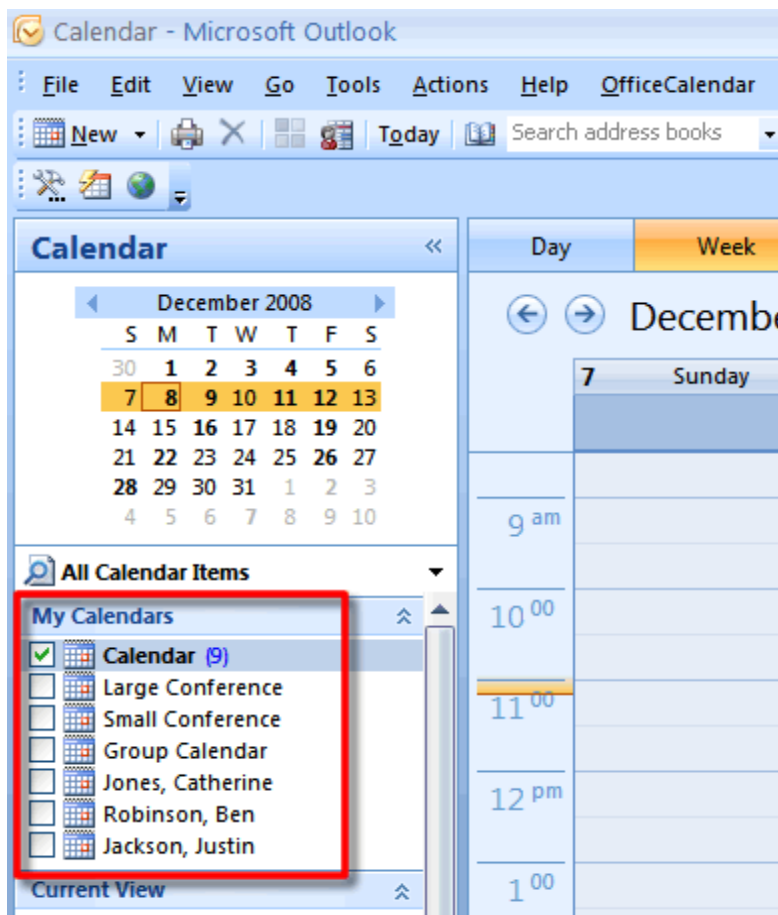 Calendar - Microsoft Outlook
File Edit View Go Tools Actions Help OfficeCalendar
New Today Search address books
Calendar «
Day Week
December 2008
S M T W T F S
30 1 2 3 4 5 6
7 8 9 10 11 12 13
14 15 16 17 18 19 20
21 22 23 24 25 26 27
28 29 30 31 1 2 3
4 5 6 7 8 9 10
Decembe
7 Sunday
9 am
10 00
11 00
12 pm
1 00
All Calendar Items
My Calendars
Calendar (9)
Large Conference
Small Conference
Group Calendar
Jones, Catherine
Robinson, Ben
Jackson, Justin
Current View